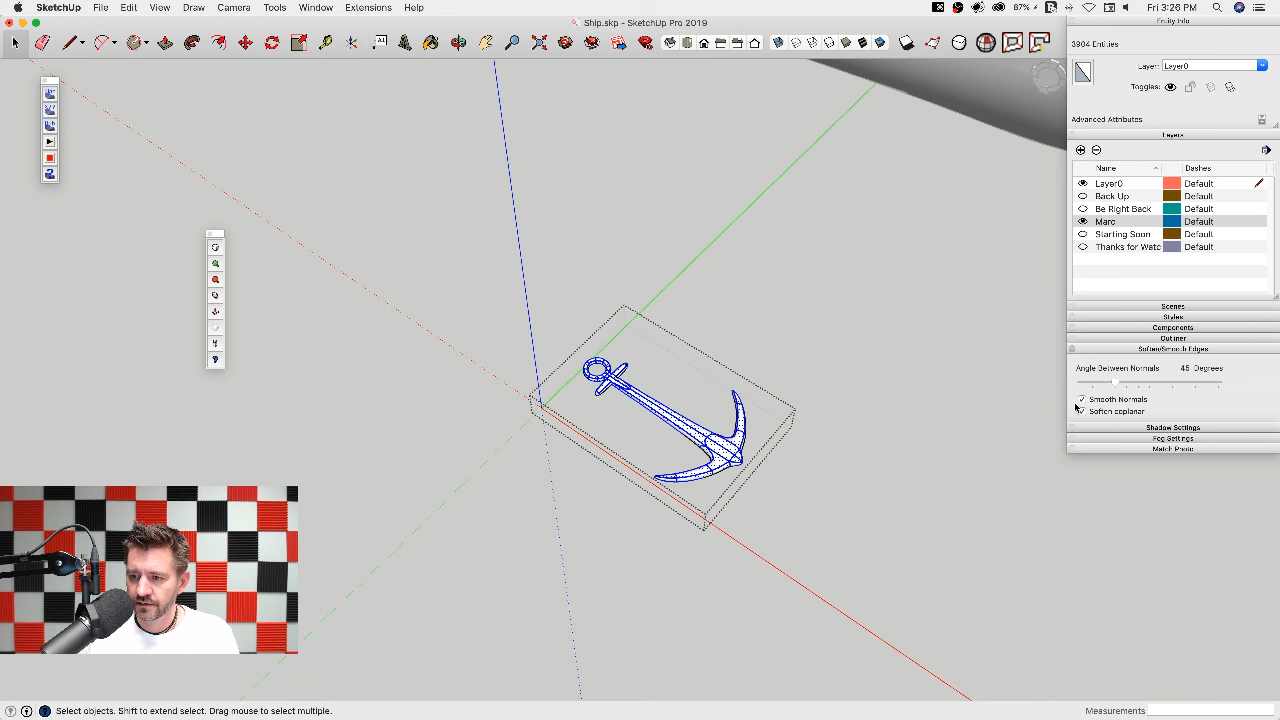 SketchUp File Edit View Draw Camera Tools Window Extensions Help
87% Fri 3:26 PM
Ship.skp - SketchUp Pro 2019
Entity Info
3904 Entities
Layer: Layer0
Toggles:
Advanced Attributes
Layers
Name Dashes
Layer0 Default
Back Up Default
Be Right Back Default
Marc Default
Starting Soon Default
Thanks for Watc Default
Scenes
Styles
Components
Outliner
Soften/Smooth Edges
Angle Between Normals 45 Degrees
Smooth Normals
Soften coplanar
Shadow Settings
Fog Settings
Match Photo
Select objects. Shift to extend select. Drag mouse to select multiple.
Measurements